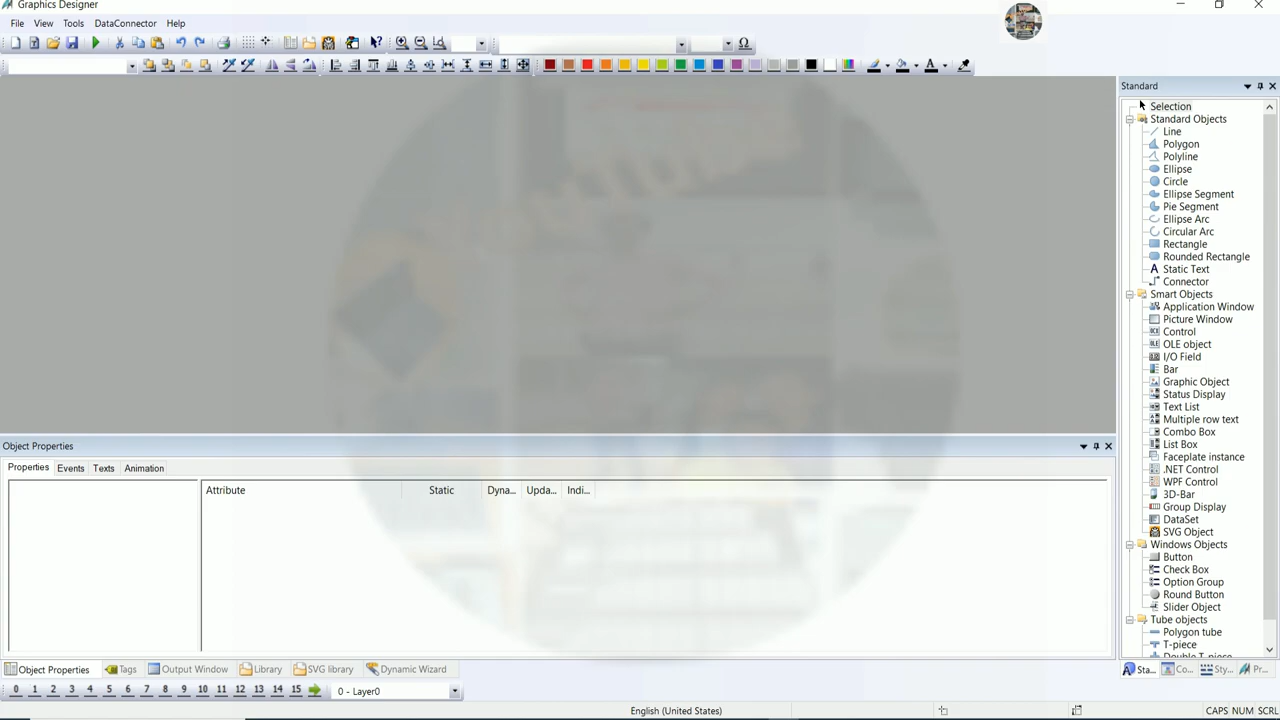 Graphics Designer
File View Tools DataConnector Help
Standard
Selection
Standard Objects
Line
Polygon
Polyline
Ellipse
Circle
Ellipse Segment
Pie Segment
Ellipse Arc
Circular Arc
Rectangle
Rounded Rectangle
A Static Text
Connector
Smart Objects
Application Window
Picture Window
Control
OLE object
I/O Field
Bar
Graphic Object
Status Display
Text List
Multiple row text
Combo Box
List Box
Faceplate instance
.NET Control
WPF Control
3D-Bar
Group Display
DataSet
SVG Object
Windows Objects
Button
Check Box
Option Group
Round Button
Slider Object
Tube objects
Polygon tube
T-piece
Double T-piece
Sta... Co... Sty... Pr...
Object Properties
Properties Events Texts Animation
Attribute Static Dyna... Upda... Indi...
Object Properties Tags Output Window Library SVG library Dynamic Wizard
0 1 2 3 4 5 6 7 8 9 10 11 12 13 14 15 0 - Layer0
English (United States) CAPS NUM SCRL